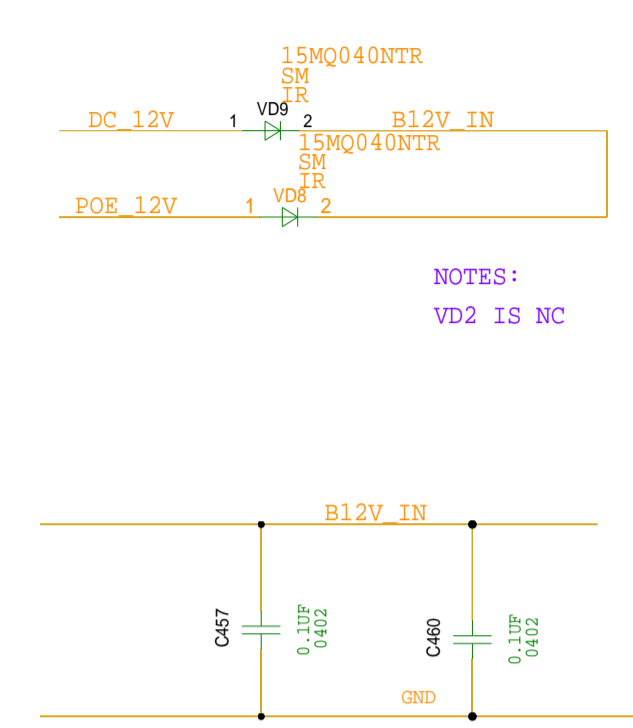 15MQ040NTR
SM
IR
VD9
DC_12V
1
2
B12V_IN
15MQ040NTR
SM
IR
VD8
POE_12V
1
2
NOTES:
VD2 IS NC
B12V_IN
C457
0.1UF
0402
C460
0.1UF
0402
GND